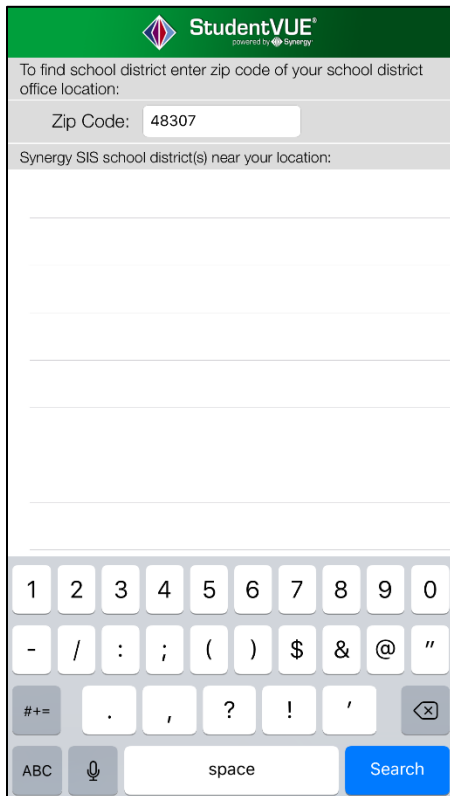 StudentVUE®
powered by Synergy
To find school district enter zip code of your school district
office location:
Zip Code: 48307
Synergy SIS school district(s) near your location:
1 2 3 4 5 6 7 8 9 0
- / : ; ( ) $ & @ "
#+= . , ? ! '
ABC space Search